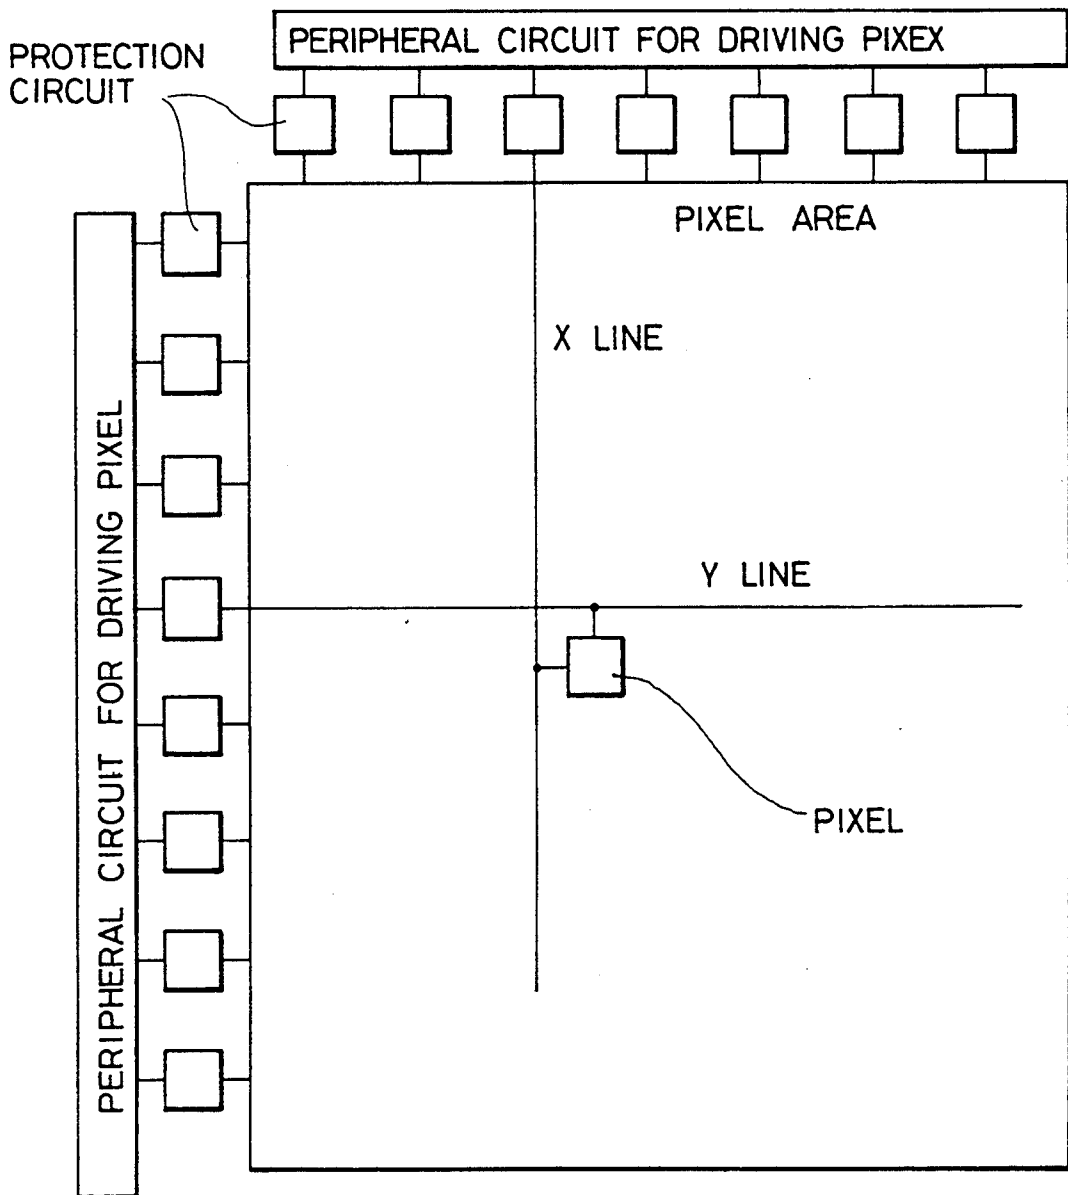 PERIPHERAL CIRCUIT FOR DRIVING PIXEX
PROTECTION
CIRCUIT
PIXEL AREA
X LINE
PERIPHERAL CIRCUIT FOR DRIVING PIXEL
Y LINE
PIXEL